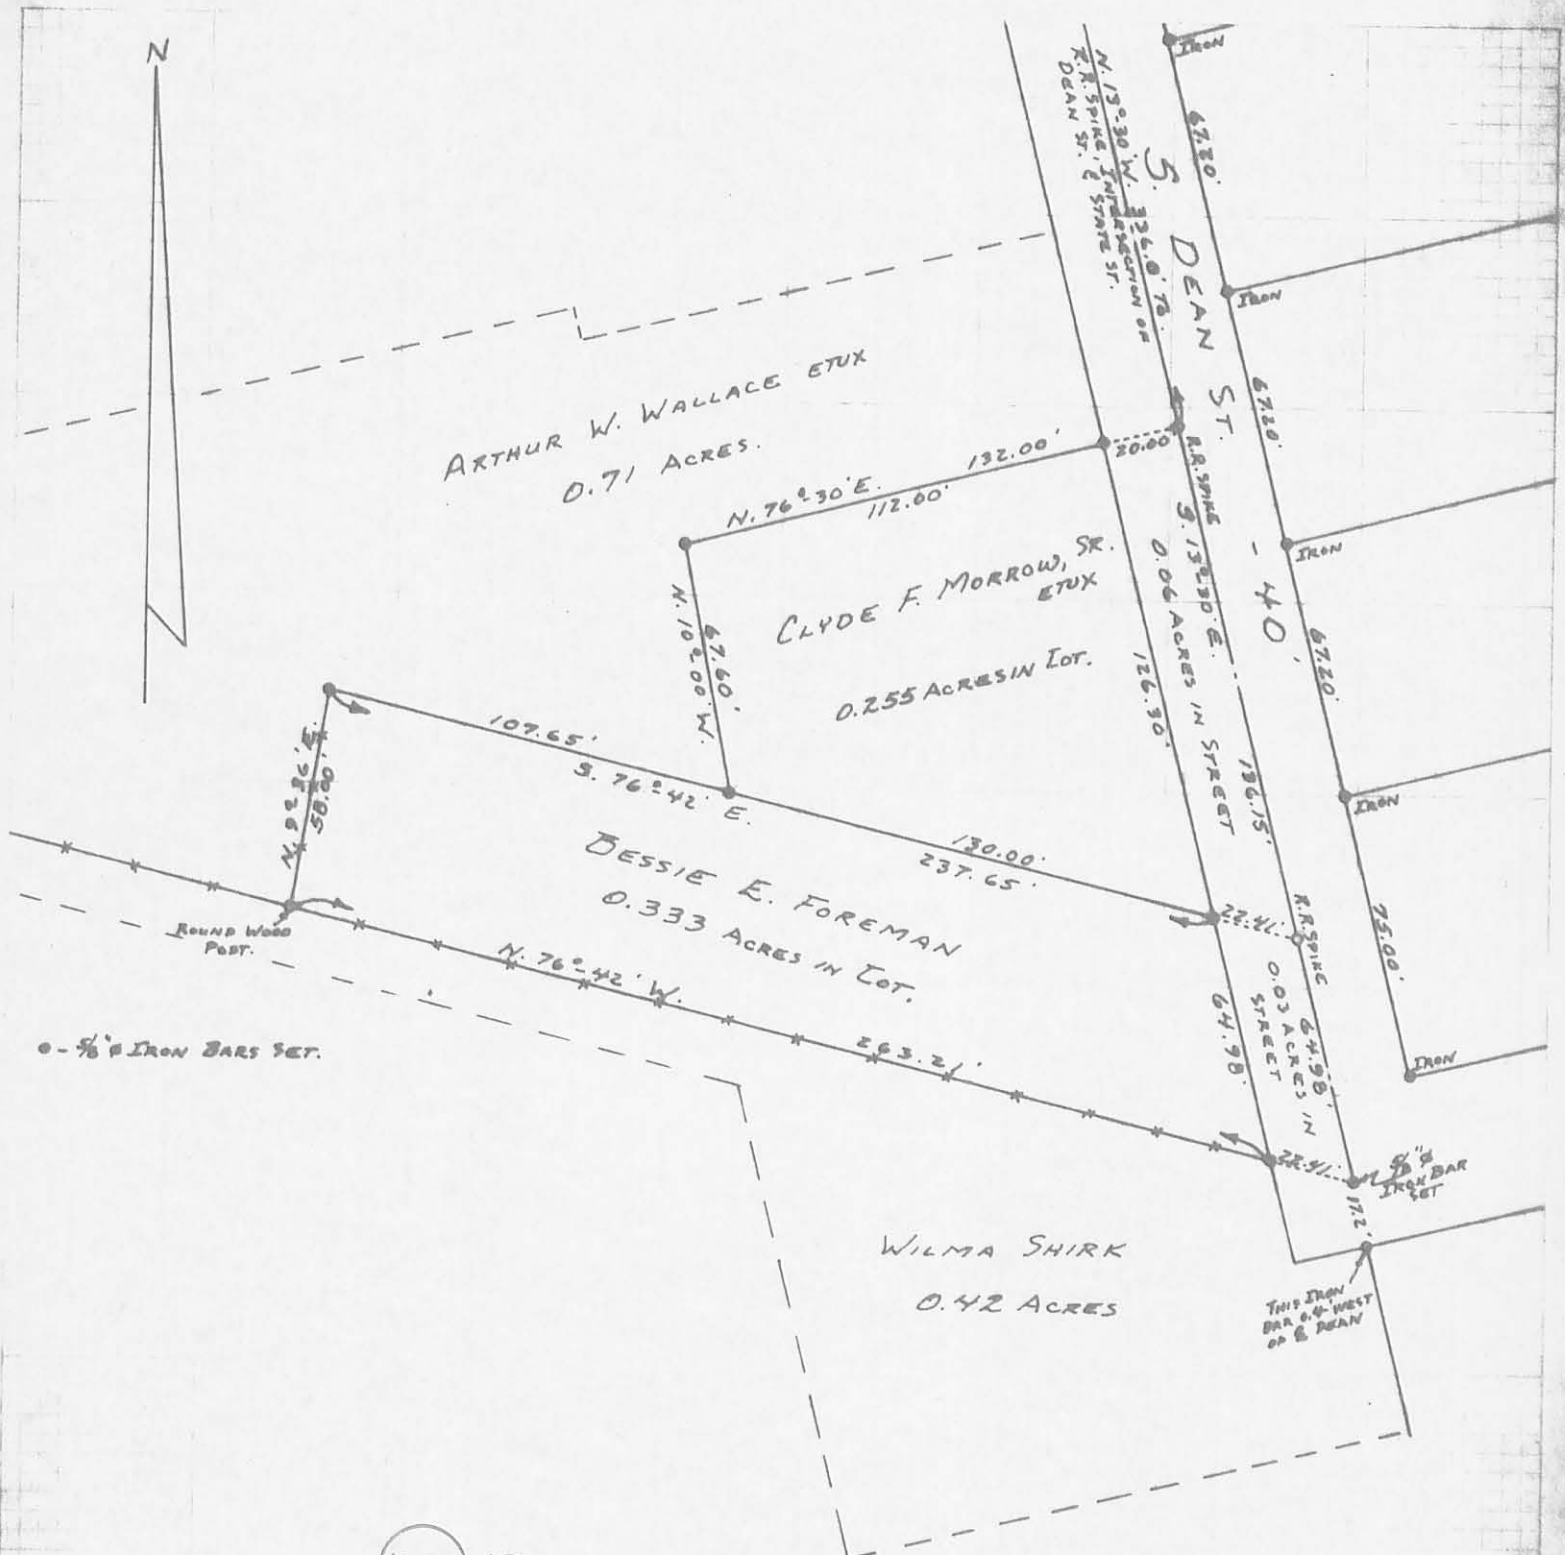 N
IRON
N. 13°-30'W. 336.0' TO
R.R. SPIKE, INTERSECTION OF
DEAN ST. & STATE ST.
67.20'
S. DEAN ST. - 40'
IRON
67.20'
ARTHUR W. WALLACE ETUX
0.71 ACRES.
132.00'
20.00'
N. 76°-30'E.
112.00'
R.R. SPIKE
S. 13°30'E.
IRON
CLYDE F. MORROW, SR.
ETUX
0.255 ACRES IN LOT.
N. 10°00'W.
67.60'
126.30'
0.06 ACRES IN STREET
136.15'
67.20'
IRON
107.65'
S. 76°-42' E.
N. 9°36'E.
58.00'
BESSIE E. FOREMAN
0.333 ACRES IN LOT.
130.00'
237.65'
22.41'
R.R. SPIKE
75.00'
ROUND WOOD
POST.
N. 76°-42' W.
263.21'
64.98'
0.03 ACRES IN
STREET
64.98'
IRON
- 5/8"ø IRON BARS SET.
22.41'
5/8"ø
IRON BAR
SET
17.2'
WILMA SHIRK
0.42 ACRES
THIS IRON
BAR 0.4' WEST
OF ℄ DEAN